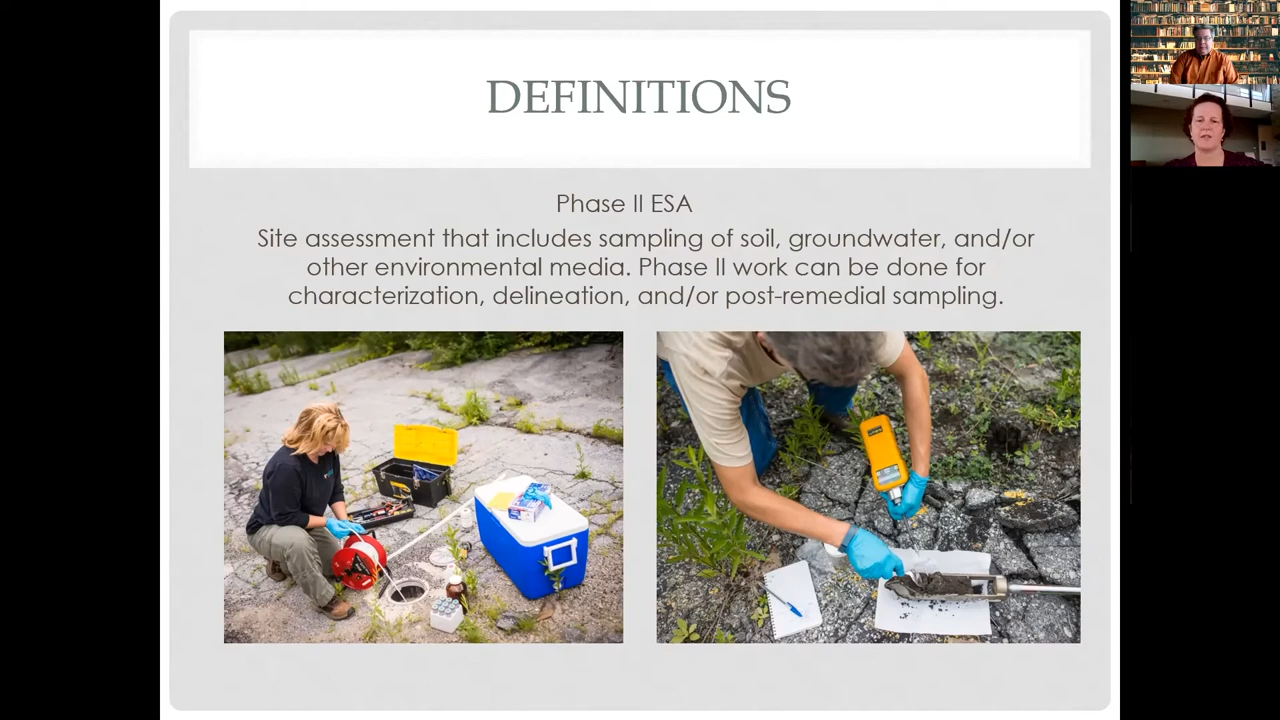 DEFINITIONS
Phase II ESA
Site assessment that includes sampling of soil, groundwater, and/or
other environmental media. Phase II work can be done for
characterization, delineation, and/or post-remedial sampling.